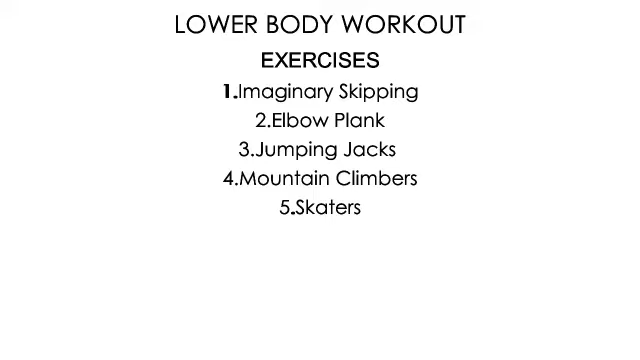 LOWER BODY WORKOUT
EXERCISES
1.Imaginary Skipping
2.Elbow Plank
3.Jumping Jacks
4.Mountain Climbers
5.Skaters